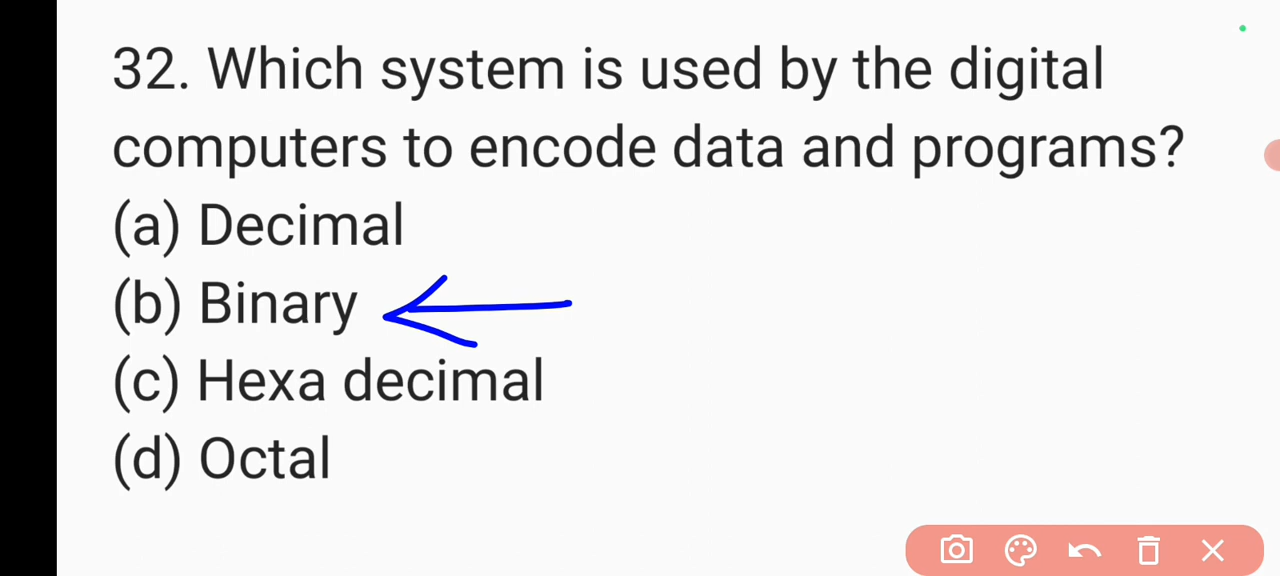 32. Which system is used by the digital
computers to encode data and programs?
(a) Decimal
(b) Binary
(c) Hexa decimal
(d) Octal